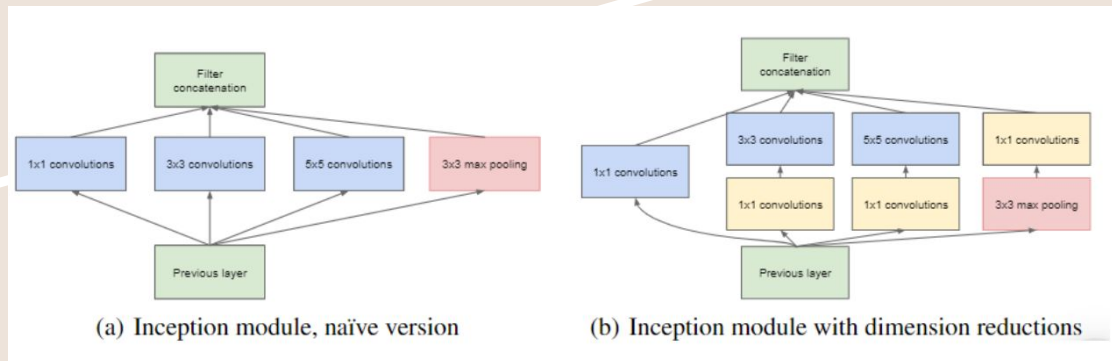 Filter
concatenation
1x1 convolutions
3x3 convolutions
5x5 convolutions
3x3 max pooling
Previous layer
(a) Inception module, naïve version
Filter
concatenation
3x3 convolutions
5x5 convolutions
1x1 convolutions
1x1 convolutions
1x1 convolutions
1x1 convolutions
3x3 max pooling
Previous layer
(b) Inception module with dimension reductions